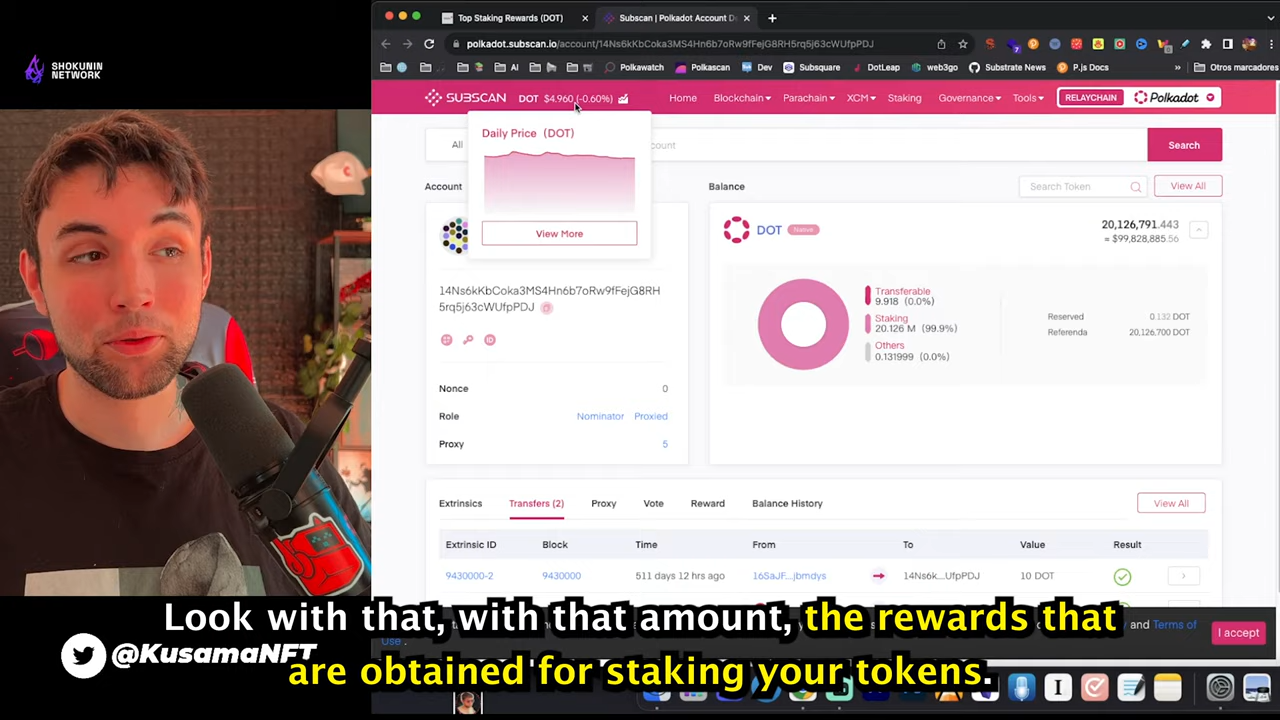 SHOKUNIN
NETWORK
Top Staking Rewards (DOT)
Subscan | Polkadot Account De
polkadot.subscan.io/account/14Ns6kKbCoka3MS4Hn6b7oRw9fFejG8RH5rq5j63cWUfpPDJ
AI
Polkawatch
Polkascan
Dev
Subsquare
DotLeap
web3go
Substrate News
P.js Docs
»
Otros marcadores
SUBSCAN
DOT $4.960 (-0.60%)
Home
Blockchain
Parachain
XCM
Staking
Governance
Tools
RELAYCHAIN
Polkadot
Daily Price (DOT)
View More
All
count
Search
Account
Balance
Search Token
View All
DOT
Native
20,126,791.443
≈ $99,828,885.56
Transferable
9.918 (0.0%)
Staking
20.126 M (99.9%)
Others
0.131999 (0.0%)
Reserved 0.132 DOT
Referenda 20,126,700 DOT
14Ns6kKbCoka3MS4Hn6b7oRw9fFejG8RH
5rq5j63cWUfpPDJ
Nonce 0
Role Nominator Proxied
Proxy 5
Extrinsics
Transfers (2)
Proxy
Vote
Reward
Balance History
View All
Extrinsic ID Block Time From To Value Result
9430000-2 9430000 511 days 12 hrs ago 16SaJF....jbmdys 14Ns6k....UfpPDJ 10 DOT
Terms of
Use
I accept
Look with that, with that amount, the rewards that
are obtained for staking your tokens.
@KusamaNFT